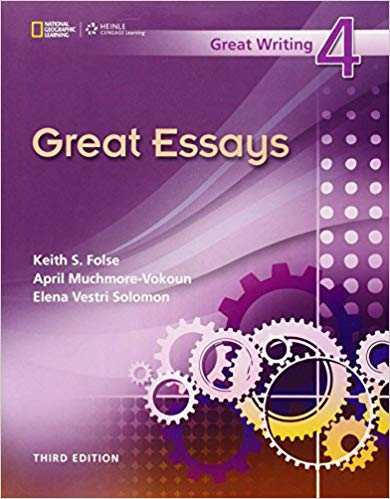 NATIONAL
GEOGRAPHIC
LEARNING
HEINLE
CENGAGE Learning
Great Writing 4
Great Essays
Keith S. Folse
April Muchmore-Vokoun
Elena Vestri Solomon
THIRD EDITION